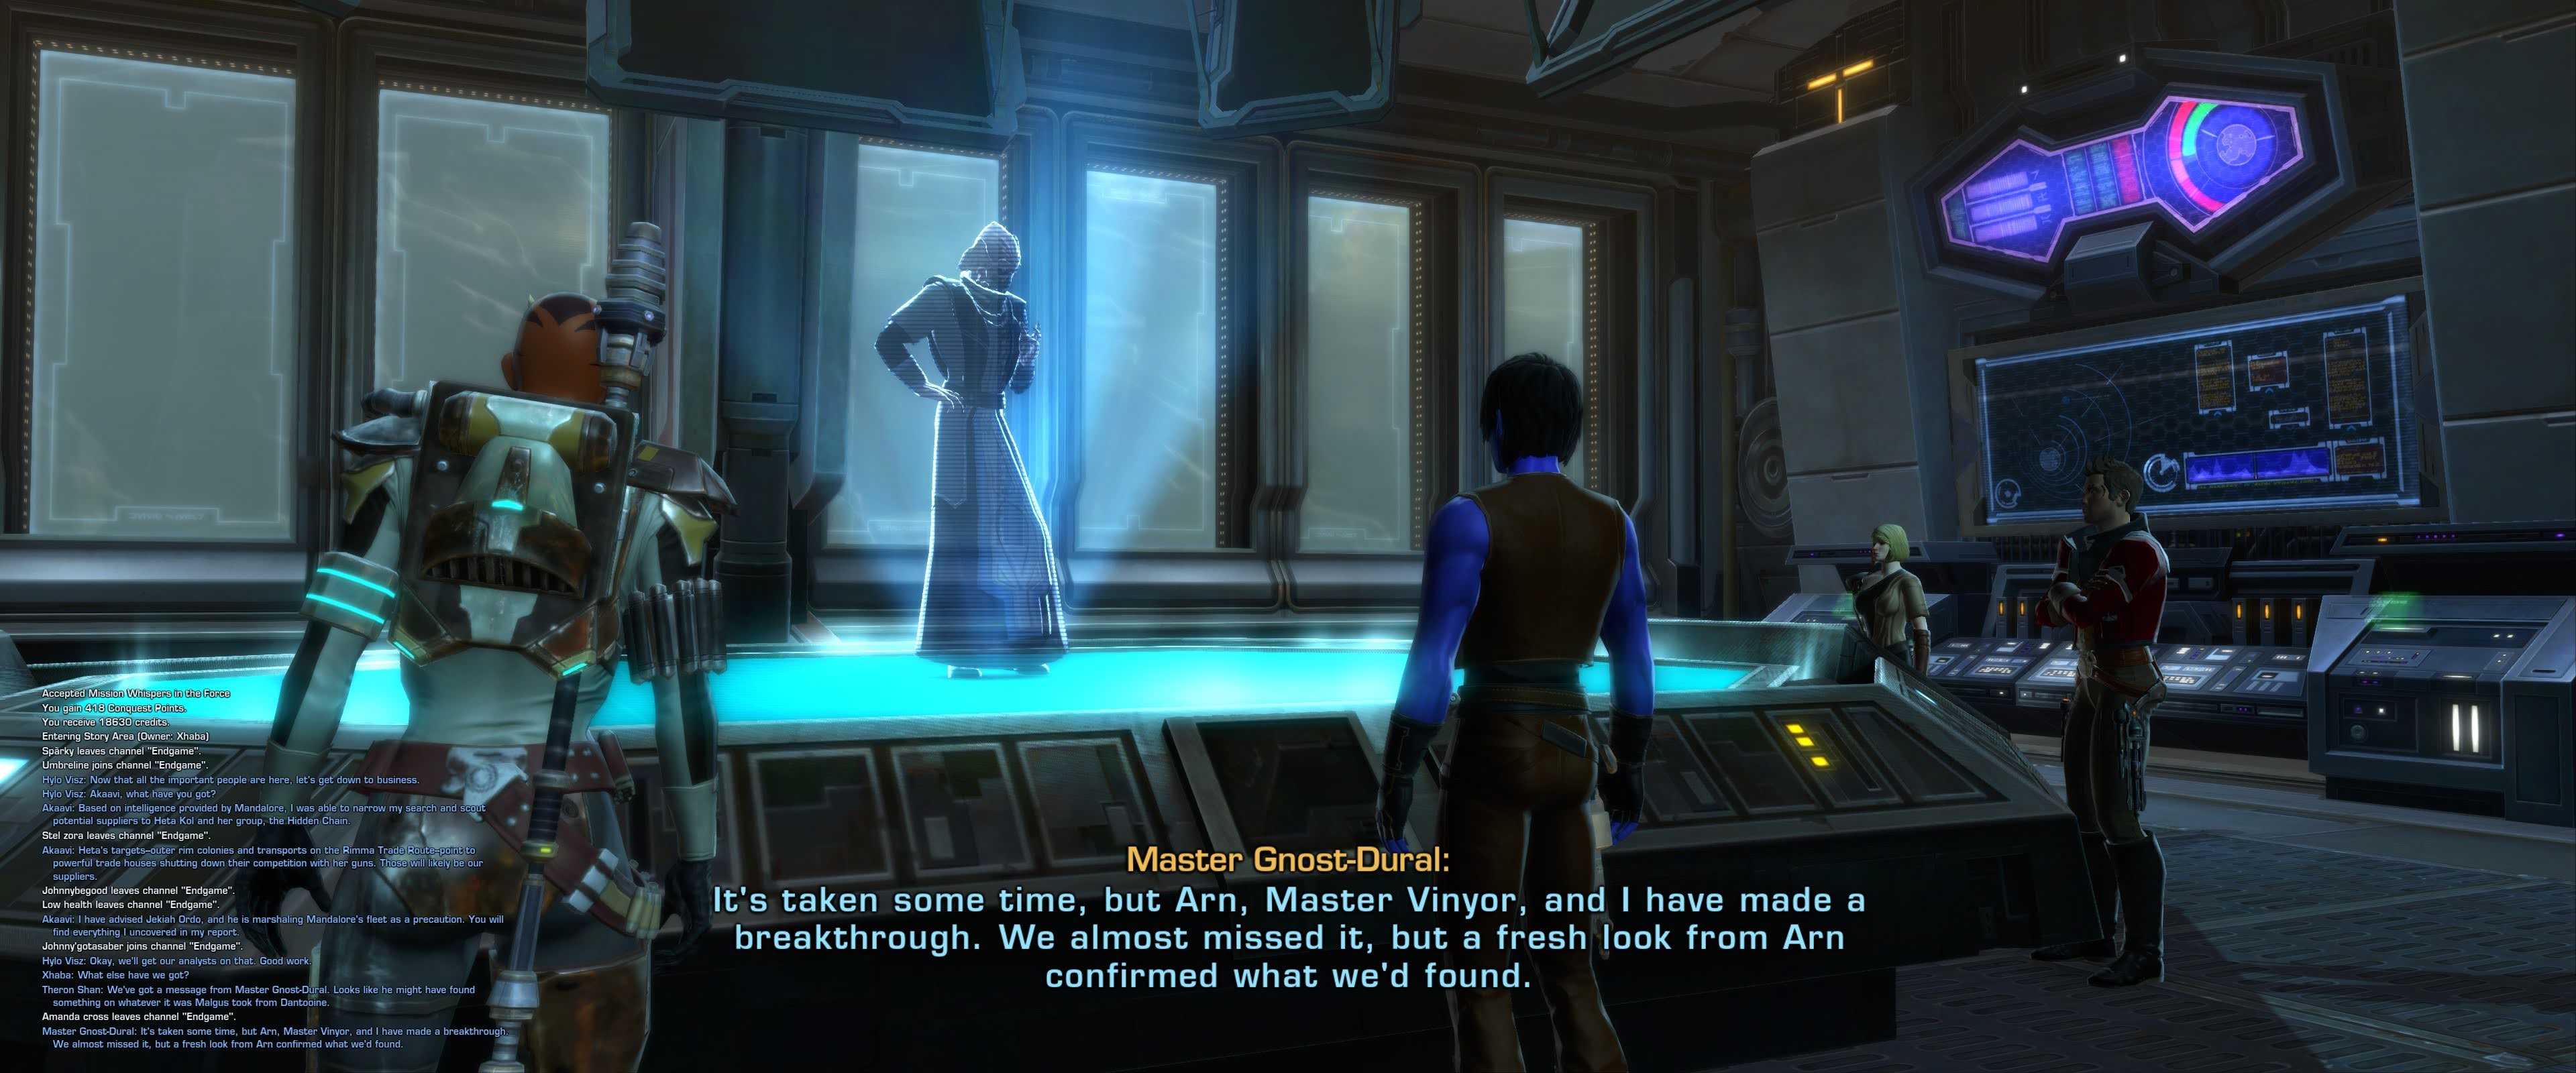 Accepted Mission Whispers in the Force
You gain 418 Conquest Points.
You receive 18630 credits.
Entering Story Area (Owner: Xhaba)
Sparky leaves channel "Endgame".
Umbreline joins channel "Endgame".
Hylo Visz: Now that all the important people are here, let's get down to business.
Hylo Visz: Akaavi, what have you got?
Akaavi: Based on intelligence provided by Mandalore, I was able to narrow my search and scout
potential suppliers to Heta Kol and her group, the Hidden Chain.
Stel zora leaves channel "Endgame".
Akaavi: Heta's targets–outer rim colonies and transports on the Rimma Trade Route–point to
powerful trade houses shutting down their competition with her guns. Those will likely be our
suppliers.
Johnnybegood leaves channel "Endgame".
Low health leaves channel "Endgame".
Akaavi: I have advised Jekiah Ordo, and he is marshaling Mandalore's fleet as a precaution. You will
find everything I uncovered in my report.
Johnny'gotasaber joins channel "Endgame".
Hylo Visz: Okay, we'll get our analysts on that. Good work.
Xhaba: What else have we got?
Theron Shan: We've got a message from Master Gnost-Dural. Looks like he might have found
something on whatever it was Malgus took from Dantooine.
Amanda cross leaves channel "Endgame".
Master Gnost-Dural: It's taken some time, but Arn, Master Vinyor, and I have made a breakthrough.
We almost missed it, but a fresh look from Arn confirmed what we'd found.
Master Gnost-Dural:
It's taken some time, but Arn, Master Vinyor, and I have made a
breakthrough. We almost missed it, but a fresh look from Arn
confirmed what we'd found.